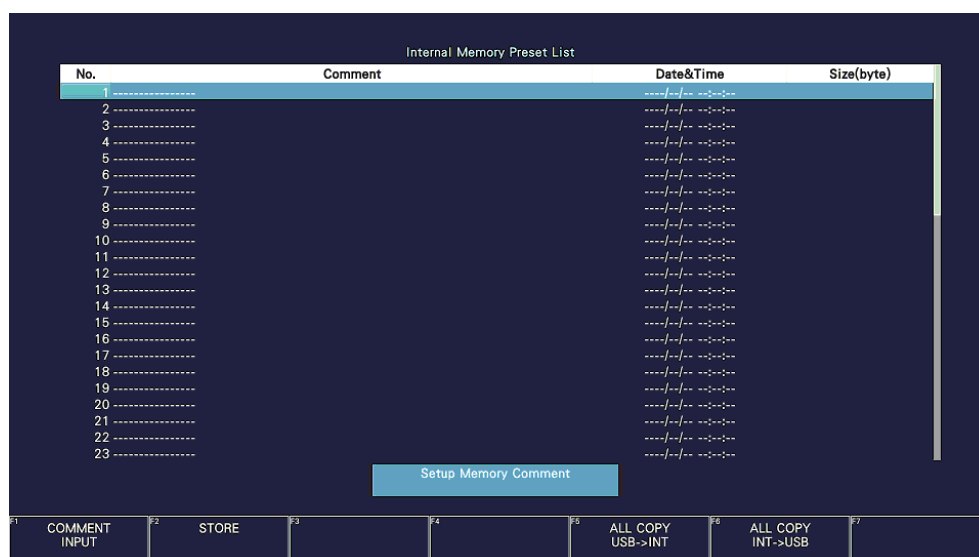 Internal Memory Preset List
No. Comment Date&Time Size(byte)
1 ---------------- ----/--/-- --:--:--
2 ---------------- ----/--/-- --:--:--
3 ---------------- ----/--/-- --:--:--
4 ---------------- ----/--/-- --:--:--
5 ---------------- ----/--/-- --:--:--
6 ---------------- ----/--/-- --:--:--
7 ---------------- ----/--/-- --:--:--
8 ---------------- ----/--/-- --:--:--
9 ---------------- ----/--/-- --:--:--
10 ---------------- ----/--/-- --:--:--
11 ---------------- ----/--/-- --:--:--
12 ---------------- ----/--/-- --:--:--
13 ---------------- ----/--/-- --:--:--
14 ---------------- ----/--/-- --:--:--
15 ---------------- ----/--/-- --:--:--
16 ---------------- ----/--/-- --:--:--
17 ---------------- ----/--/-- --:--:--
18 ---------------- ----/--/-- --:--:--
19 ---------------- ----/--/-- --:--:--
20 ---------------- ----/--/-- --:--:--
21 ---------------- ----/--/-- --:--:--
22 ---------------- ----/--/-- --:--:--
23 ---------------- ----/--/-- --:--:--
Setup Memory Comment
F1 COMMENT INPUT
F2 STORE
F3
F4
F5 ALL COPY USB->INT
F6 ALL COPY INT->USB
F7